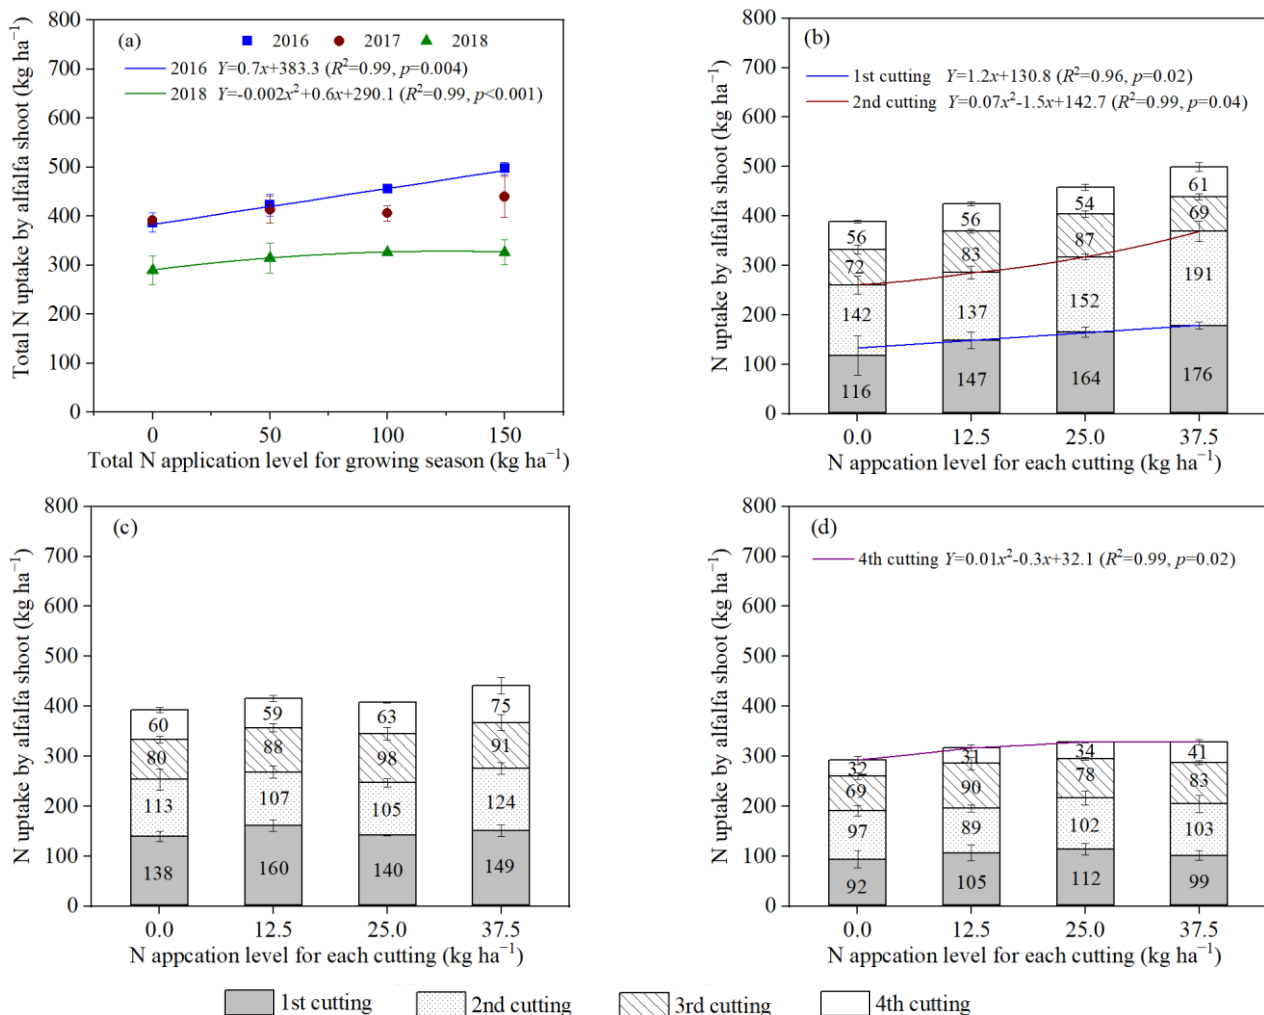 (a)
2016 2017 2018
2016 Y=0.7x+383.3 (R²=0.99, p=0.004)
2018 Y=-0.002x²+0.6x+290.1 (R²=0.99, p<0.001)
Total N uptake by alfalfa shoot (kg ha⁻¹)
800
700
600
500
400
300
200
100
0
0 50 100 150
Total N application level for growing season (kg ha⁻¹)
(b)
1st cutting Y=1.2x+130.8 (R²=0.96, p=0.02)
2nd cutting Y=0.07x²-1.5x+142.7 (R²=0.99, p=0.04)
N uptake by alfalfa shoot (kg ha⁻¹)
800
700
600
500
400
300
200
100
0
56 56 54 61
72 83 87 69
142 137 152 191
116 147 164 176
0.0 12.5 25.0 37.5
N appcation level for each cutting (kg ha⁻¹)
(c)
N uptake by alfalfa shoot (kg ha⁻¹)
800
700
600
500
400
300
200
100
0
60 59 63 75
80 88 98 91
113 107 105 124
138 160 140 149
0.0 12.5 25.0 37.5
N appcation level for each cutting (kg ha⁻¹)
(d)
4th cutting Y=0.01x²-0.3x+32.1 (R²=0.99, p=0.02)
N uptake by alfalfa shoot (kg ha⁻¹)
800
700
600
500
400
300
200
100
0
32 31 34 41
69 90 78 83
97 89 102 103
92 105 112 99
0.0 12.5 25.0 37.5
N appcation level for each cutting (kg ha⁻¹)
1st cutting 2nd cutting 3rd cutting 4th cutting